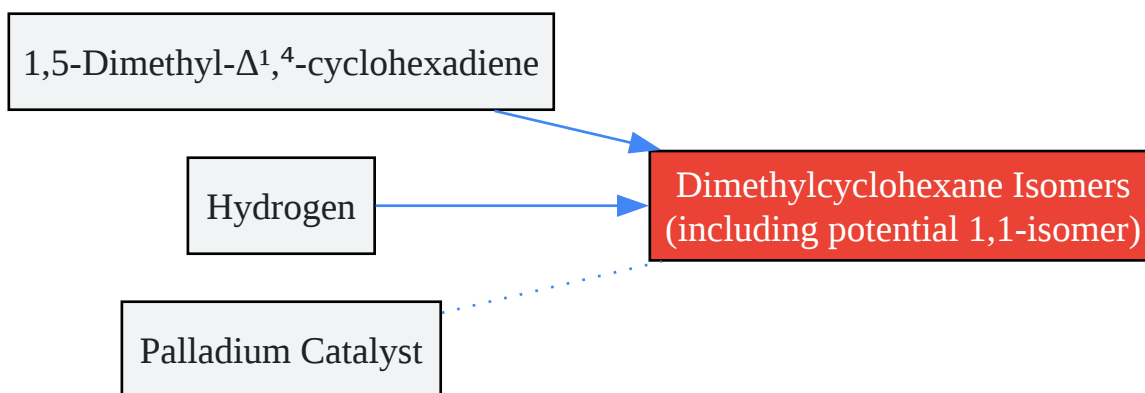 1,5-Dimethyl-Δ¹,⁴-cyclohexadiene
Hydrogen
Dimethylcyclohexane Isomers
(including potential 1,1-isomer)
Palladium Catalyst